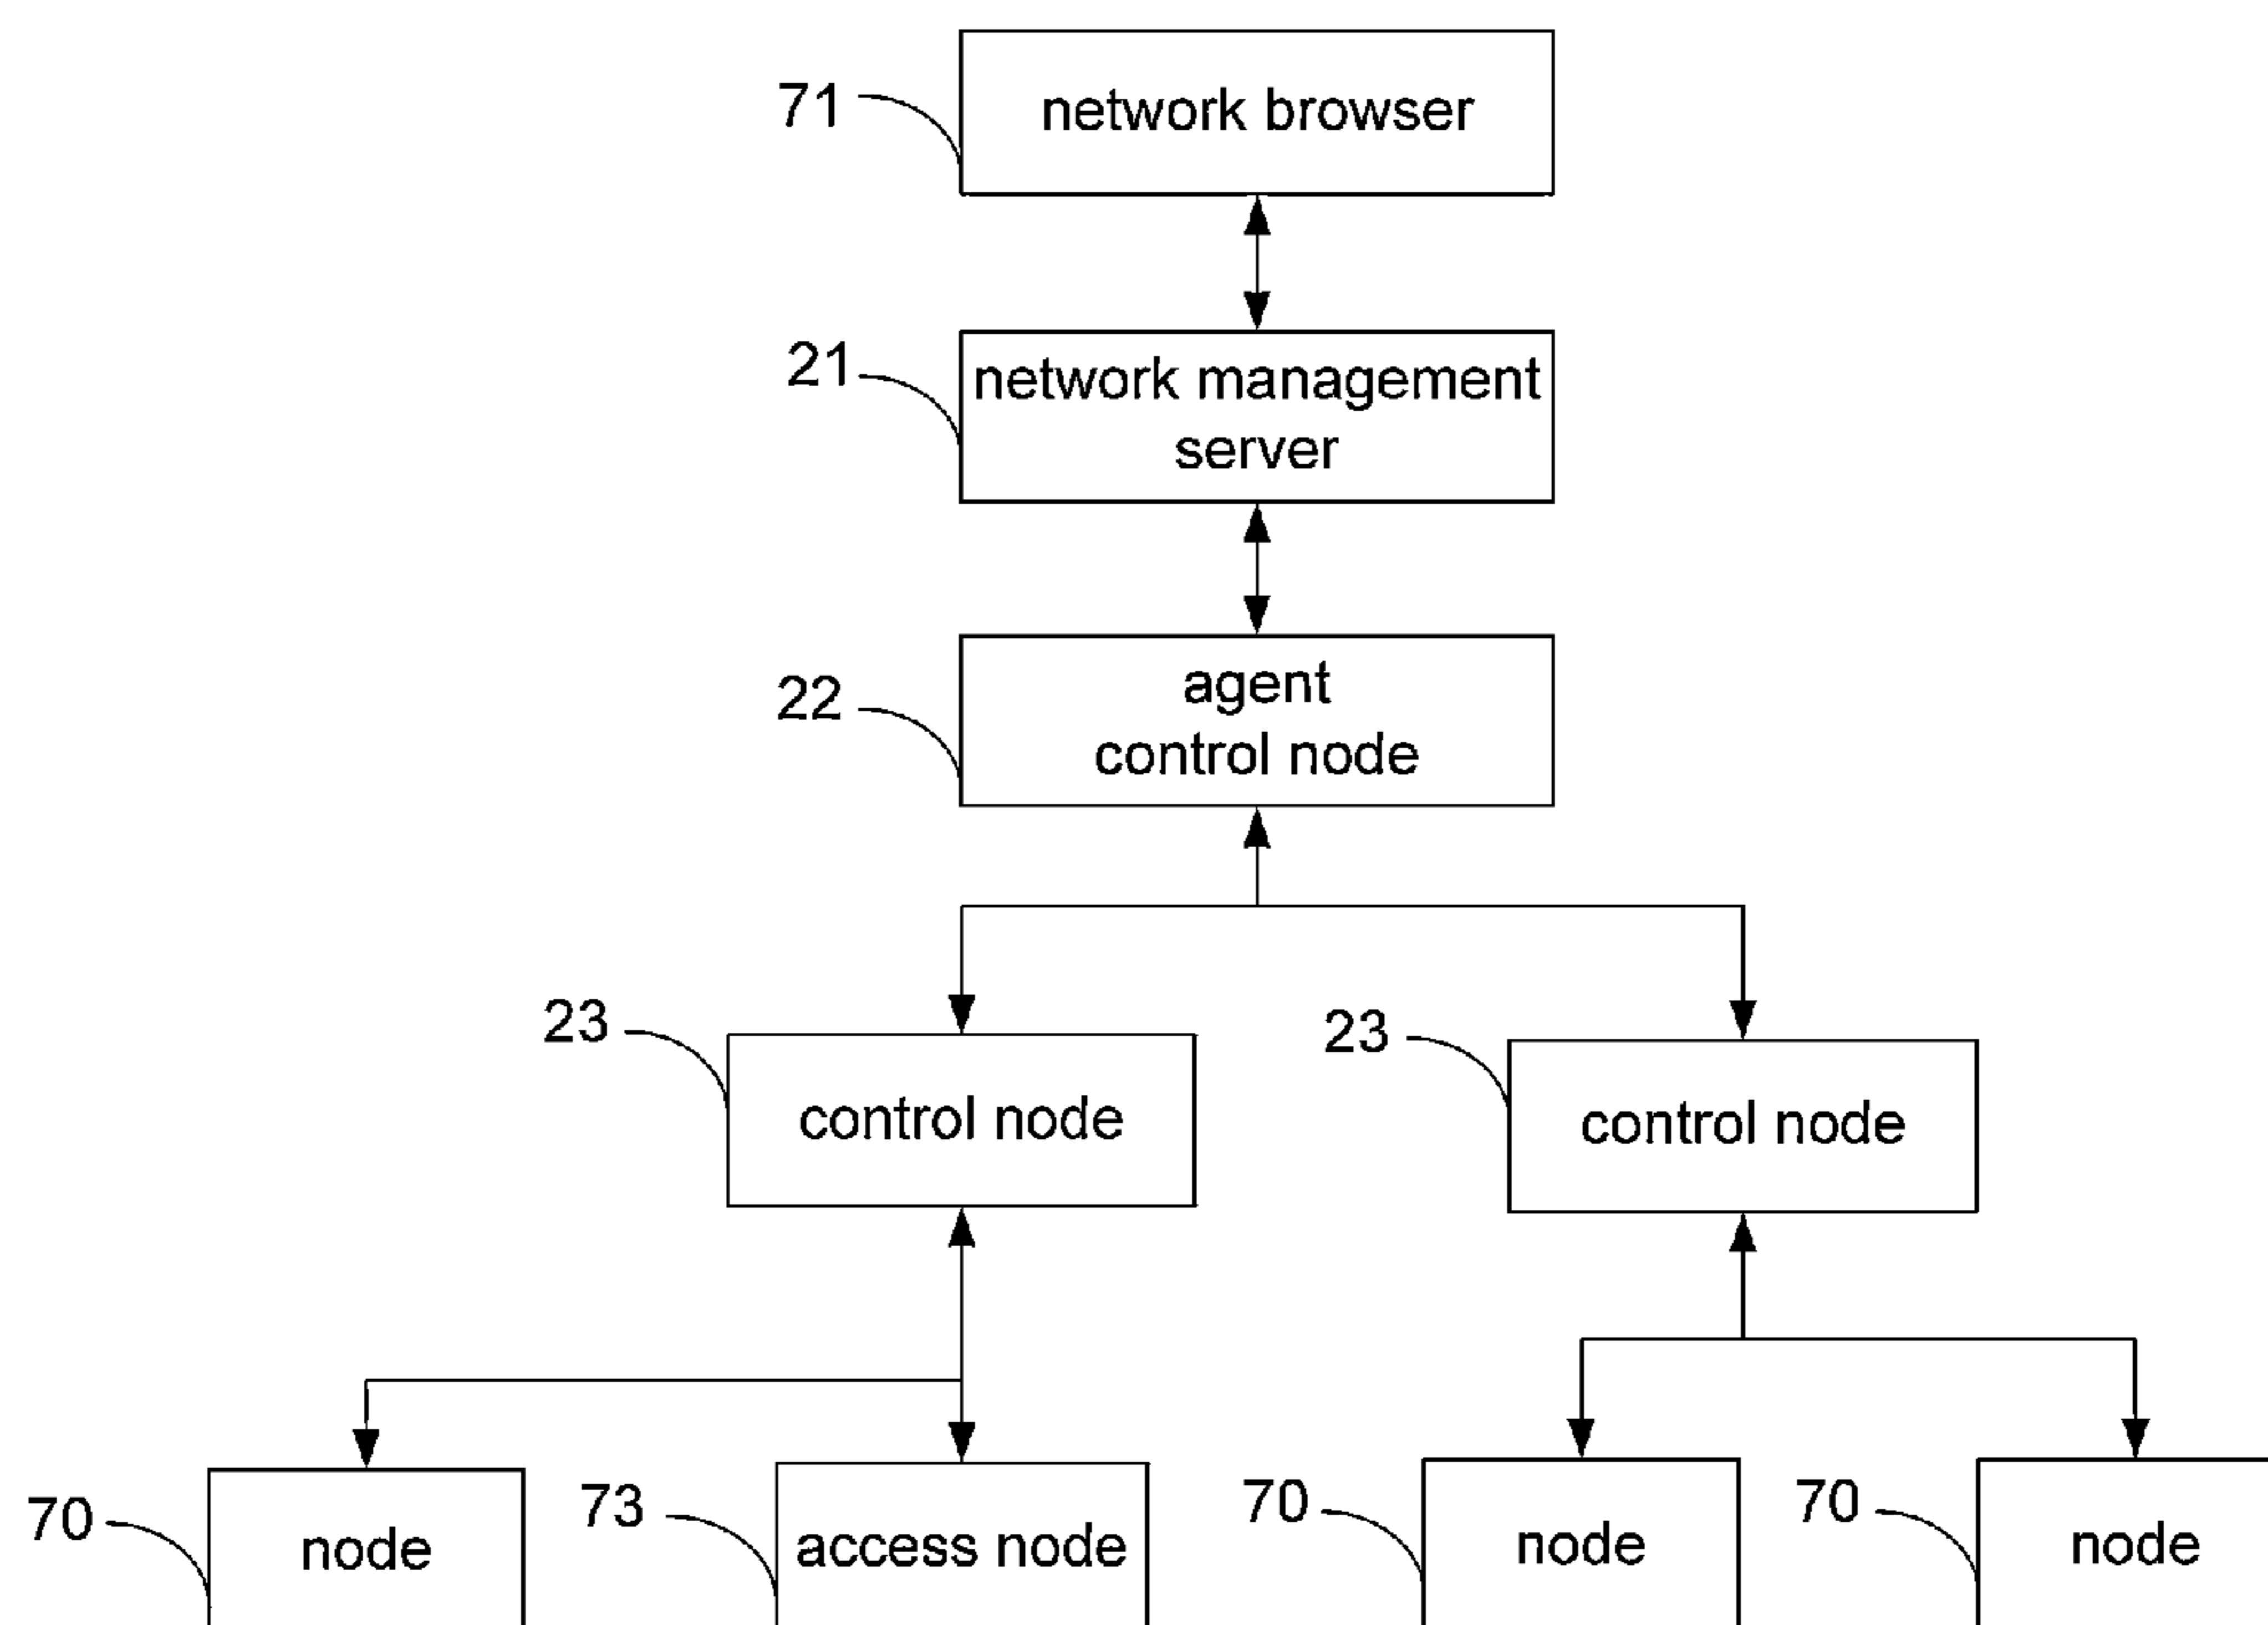 71
network browser
21
network management
server
22
agent
control node
23
control node
23
control node
70
node
73
access node
70
node
70
node